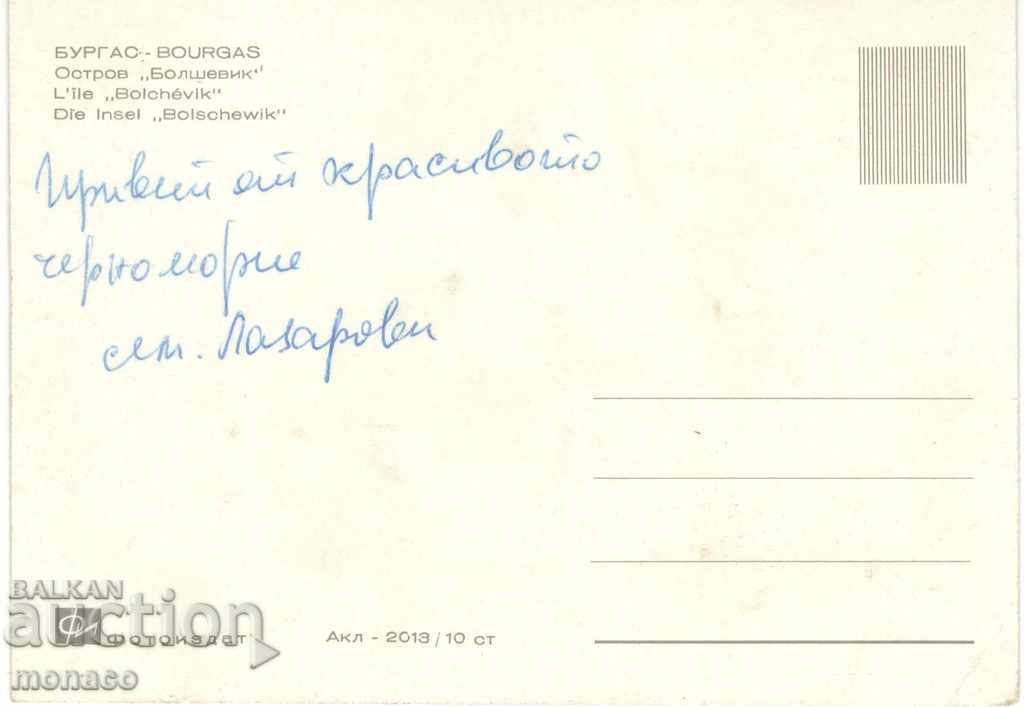 БУРГАС - BOURGAS
Остров „Болшевик"
L'île „Bolchévik"
Die Insel „Bolschewik"
Привет от красивото
черноморие
сем. Лазарови
BALKAN
auction
Фотоиздат
Акл - 2013/10 ст
monaco